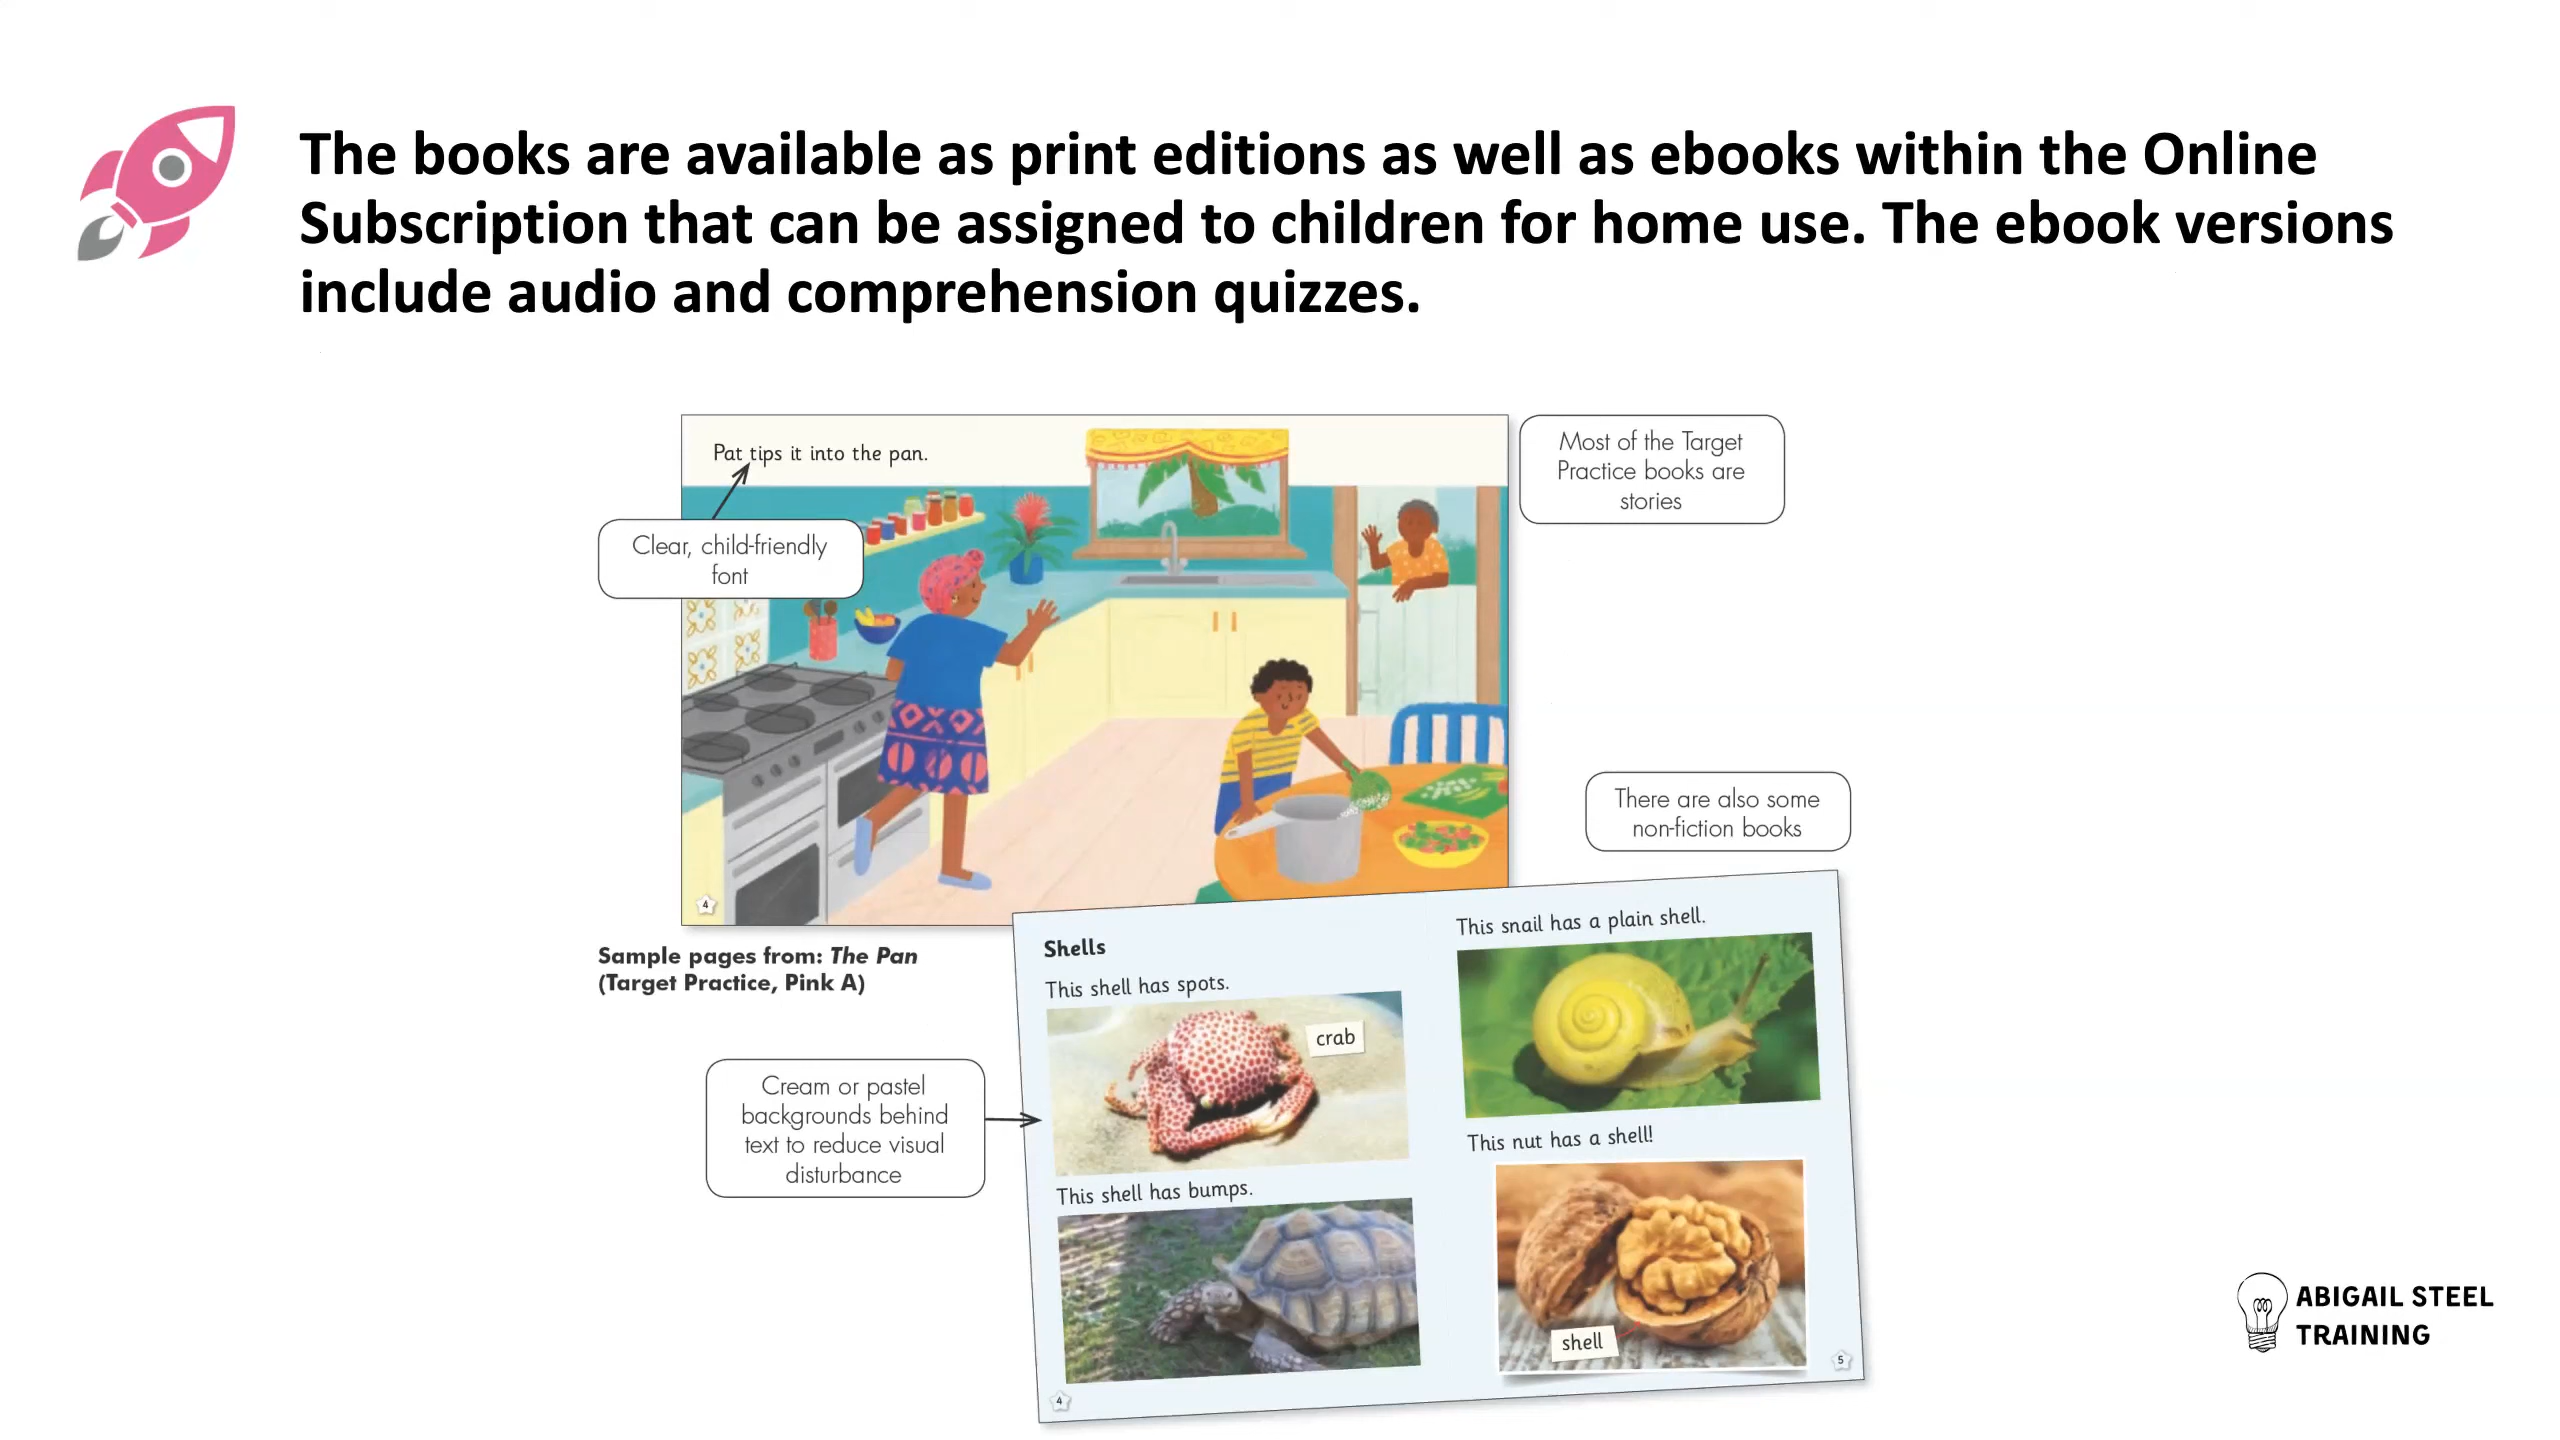 The books are available as print editions as well as ebooks within the Online
Subscription that can be assigned to children for home use. The ebook versions
include audio and comprehension quizzes.
Pat tips it into the pan.
Most of the Target
Practice books are
stories
Clear, child-friendly
font
There are also some
non-fiction books
4
Sample pages from: The Pan
(Target Practice, Pink A)
Cream or pastel
backgrounds behind
text to reduce visual
disturbance
Shells
This shell has spots.
crab
This shell has bumps.
4
This snail has a plain shell.
This nut has a shell!
shell
5
ABIGAIL STEEL
TRAINING